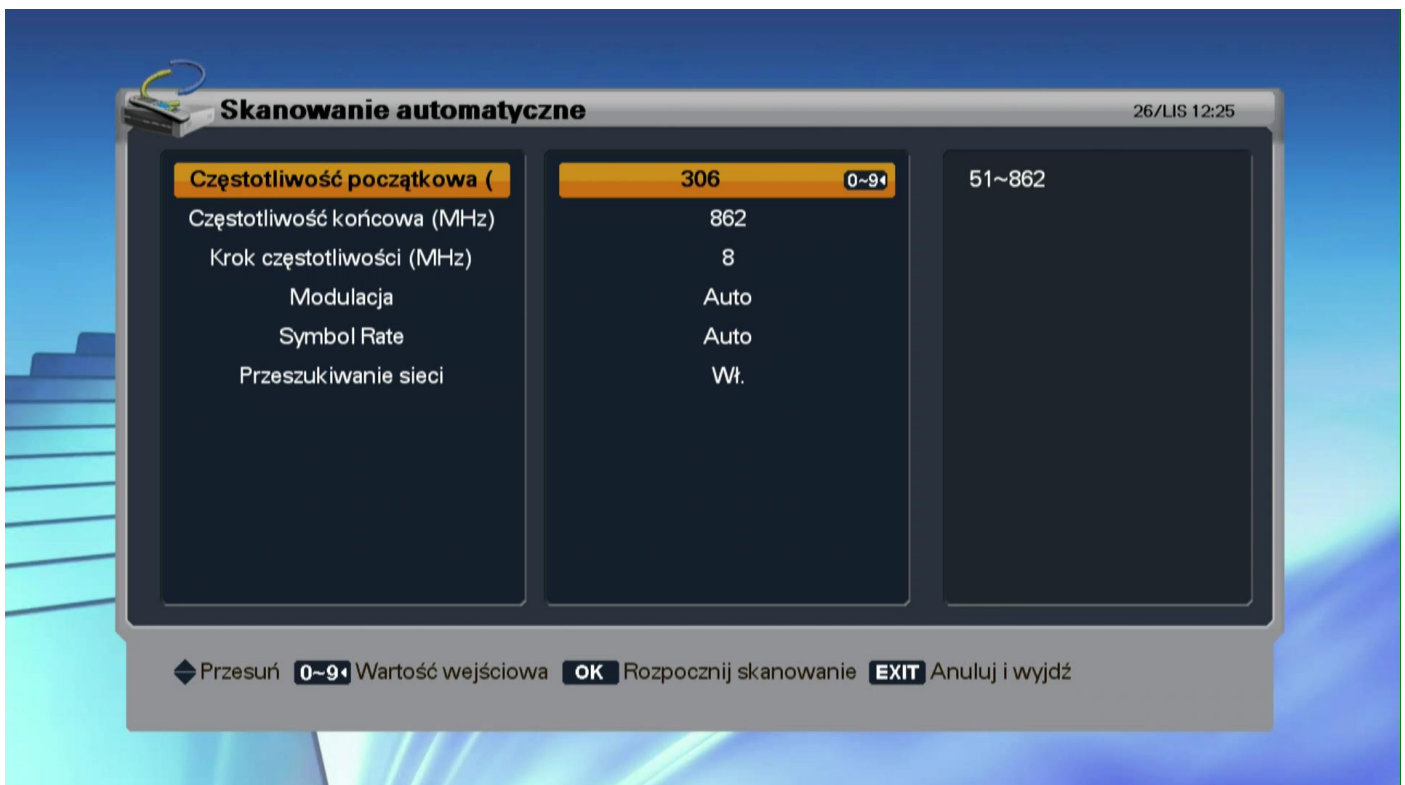 Skanowanie automatyczne 26/LIS 12:25
Częstotliwość początkowa ( 306 0~9 51~862
Częstotliwość końcowa (MHz) 862
Krok częstotliwości (MHz) 8
Modulacja Auto
Symbol Rate Auto
Przeszukiwanie sieci Wł.
Przesuń 0~9 Wartość wejściowa OK Rozpocznij skanowanie EXIT Anuluj i wyjdź